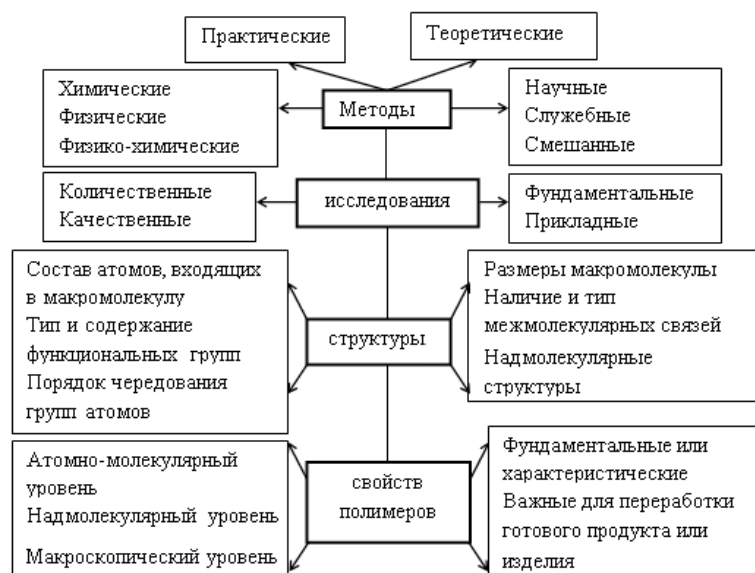 Практические
Теоретические
Химические
Физические
Физико-химические
Методы
Научные
Служебные
Смешанные
Количественные
Качественные
исследования
Фундаментальные
Прикладные
Состав атомов, входящих
в макромолекулу
Тип и содержание
функциональных групп
Порядок чередования
групп атомов
структуры
Размеры макромолекулы
Наличие и тип
межмолекулярных связей
Надмолекулярные
структуры
Атомно-молекулярный
уровень
Надмолекулярный уровень
Макроскопический уровень
свойств
полимеров
Фундаментальные или
характеристические
Важные для переработки
готового продукта или
изделия